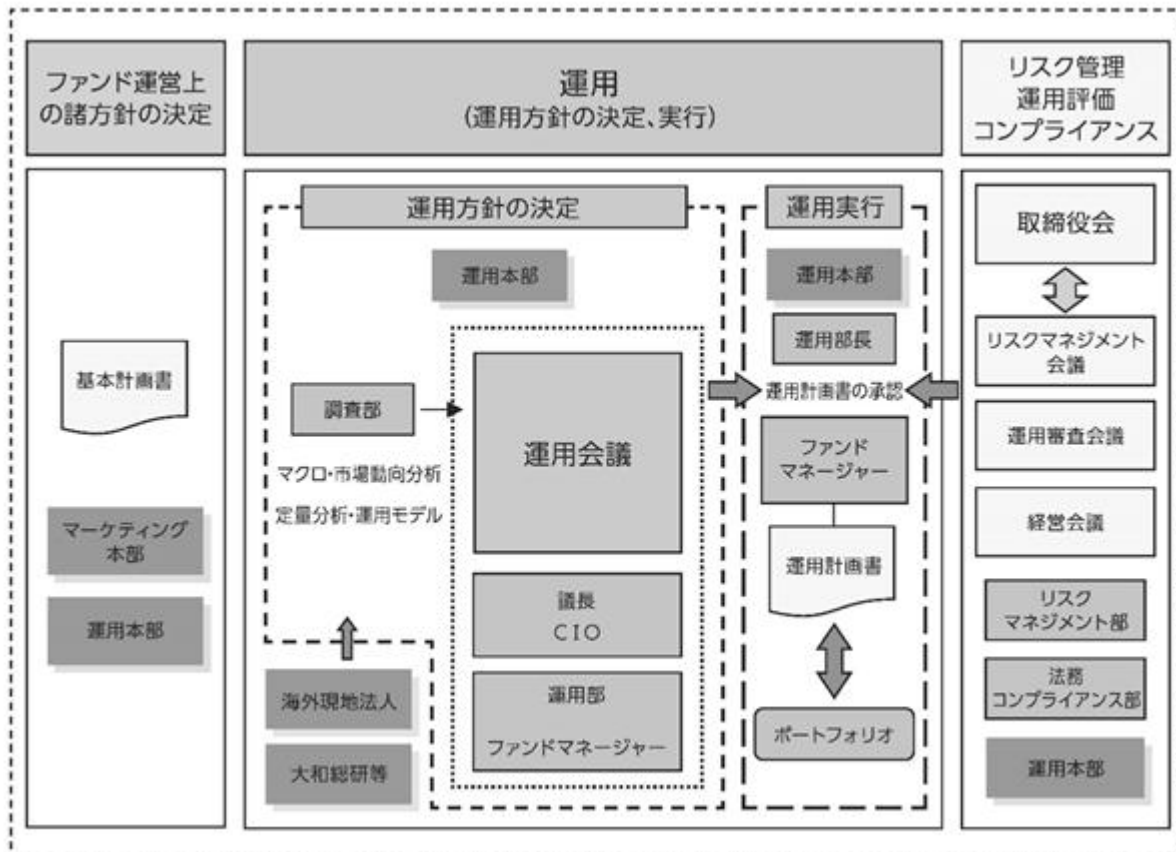 ファンド運営上
の諸方針の決定
基本計画書
マーケティング
本部
運用本部
運用
(運用方針の決定、実行)
運用方針の決定
運用本部
調査部
マクロ・市場動向分析
定量分析・運用モデル
運用会議
議長
CIO
運用部
ファンドマネージャー
海外現地法人
大和総研等
運用実行
運用本部
運用部長
運用計画書の承認
ファンド
マネージャー
運用計画書
ポートフォリオ
リスク管理
運用評価
コンプライアンス
取締役会
リスクマネジメント
会議
運用審査会議
経営会議
リスク
マネジメント部
法務
コンプライアンス部
運用本部